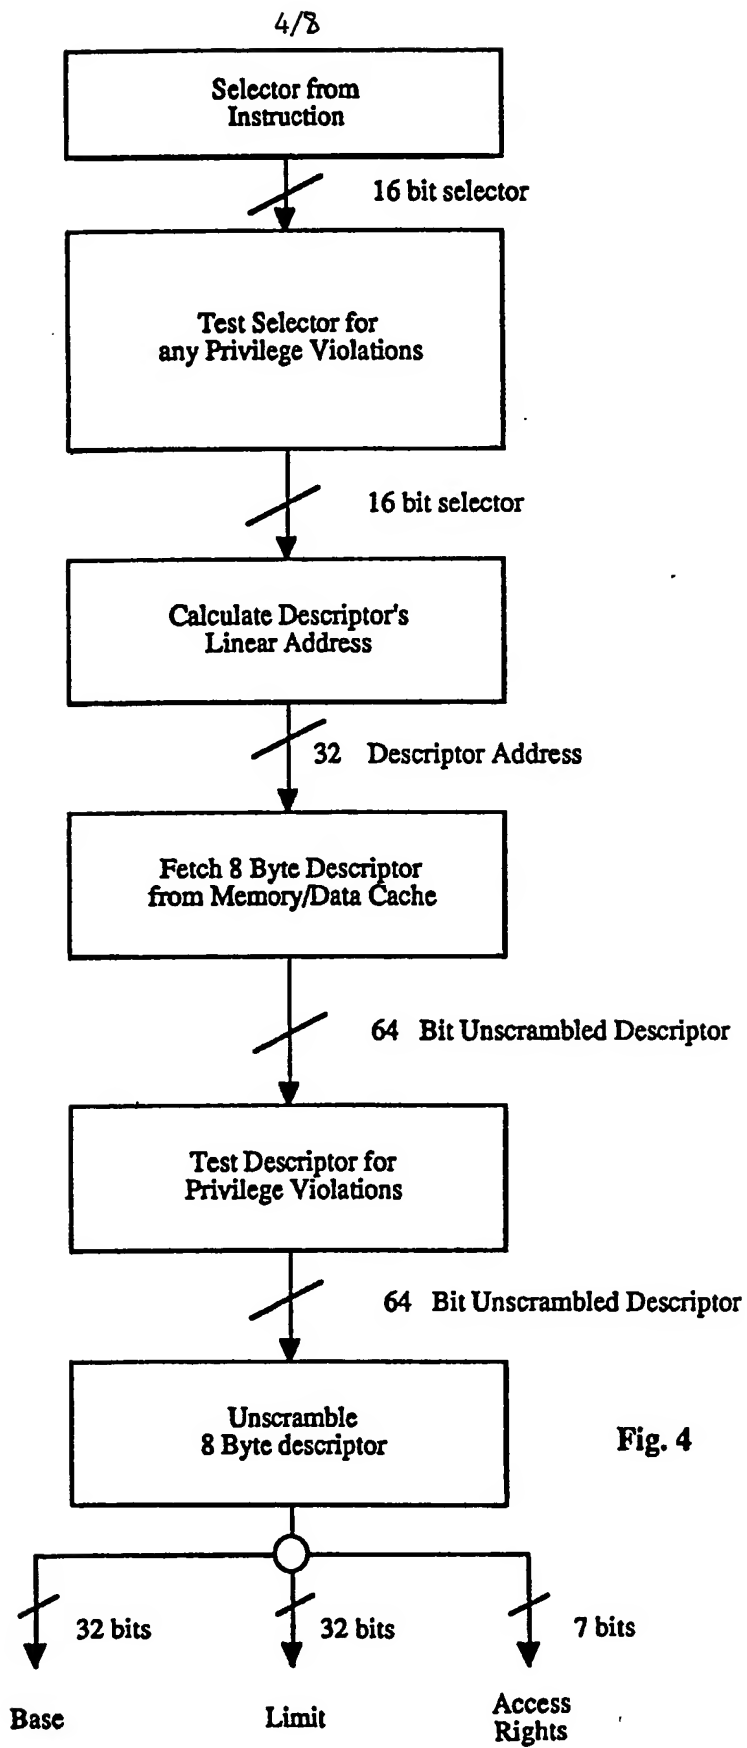 4/8
Selector from
Instruction
16 bit selector
Test Selector for
any Privilege Violations
16 bit selector
Calculate Descriptor's
Linear Address
32 Descriptor Address
Fetch 8 Byte Descriptor
from Memory/Data Cache
64 Bit Unscrambled Descriptor
Test Descriptor for
Privilege Violations
64 Bit Unscrambled Descriptor
Unscramble
8 Byte descriptor
Fig. 4
32 bits
32 bits
7 bits
Base
Limit
Access
Rights